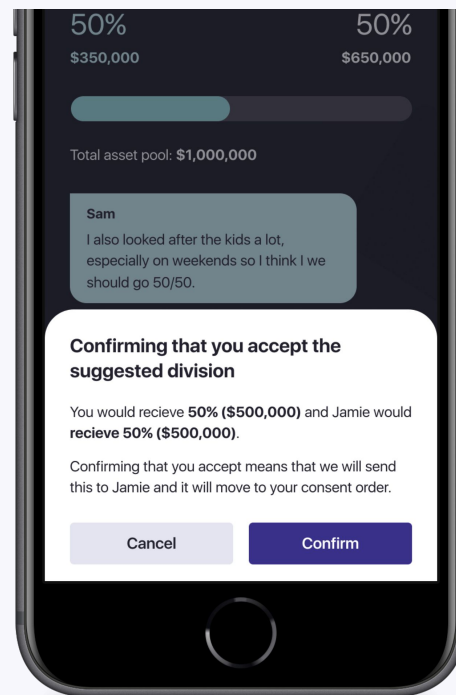 50% 50%
$350,000 $650,000
Total asset pool: $1,000,000
Sam
I also looked after the kids a lot,
especially on weekends so I think I we
should go 50/50.
Confirming that you accept the
suggested division
You would recieve 50% ($500,000) and Jamie would
recieve 50% ($500,000).
Confirming that you accept means that we will send
this to Jamie and it will move to your consent order.
Cancel Confirm